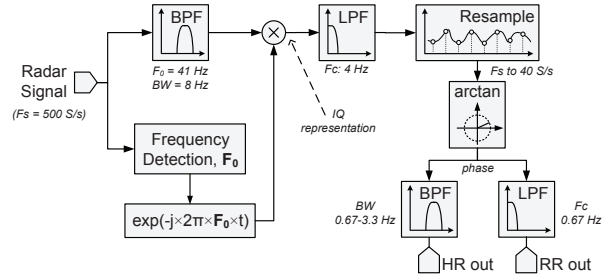 BPF
LPF
Resample
F₀ = 41 Hz
BW = 8 Hz
Fc: 4 Hz
Fs to 40 S/s
Radar
Signal
(Fs = 500 S/s)
IQ
representation
arctan
Frequency
Detection, F₀
phase
exp(-j×2π×F₀×t)
BW
0.67-3.3 Hz
BPF
LPF
Fc
0.67 Hz
HR out
RR out